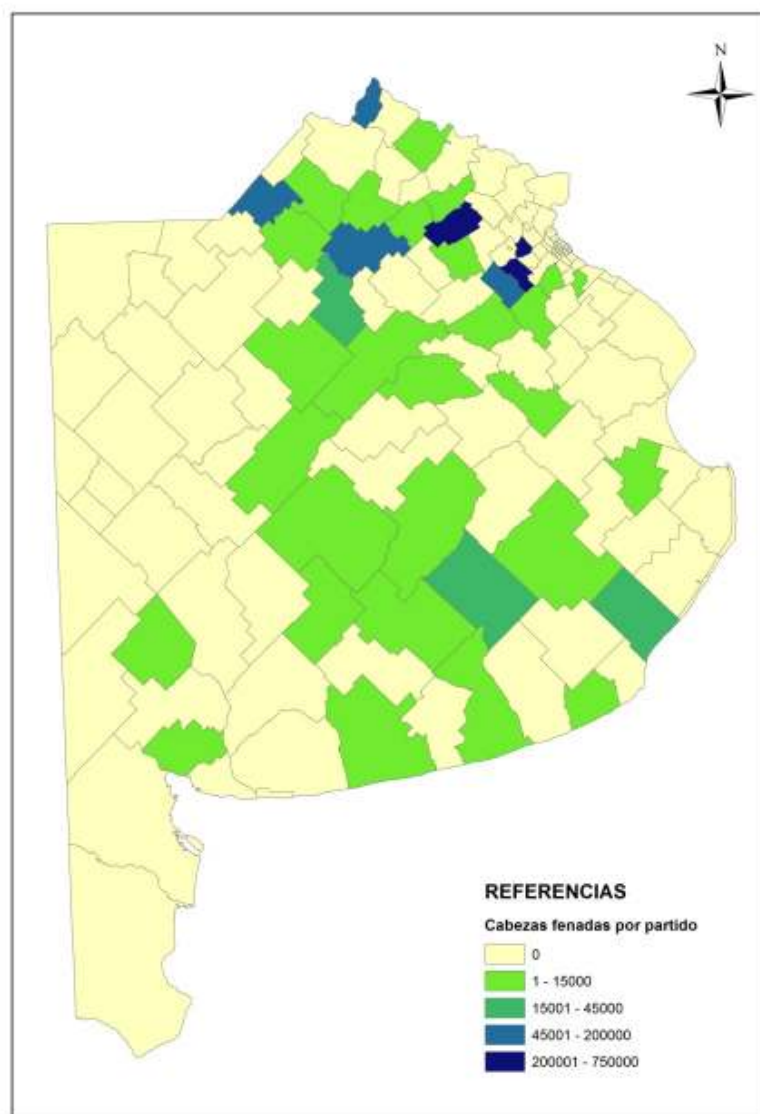 N
REFERENCIAS
Cabezas fenadas por partido
0
1 - 15000
15001 - 45000
45001 - 200000
200001 - 750000